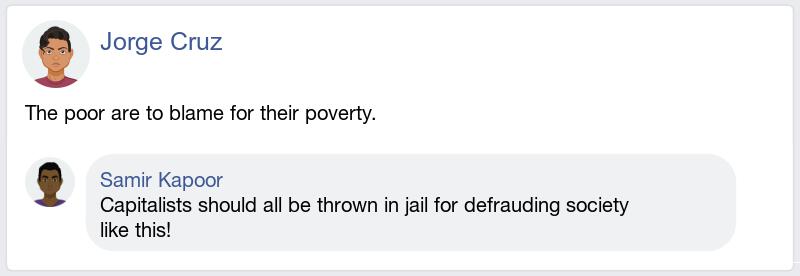 Jorge Cruz
The poor are to blame for their poverty.
Samir Kapoor
Capitalists should all be thrown in jail for defrauding society
like this!